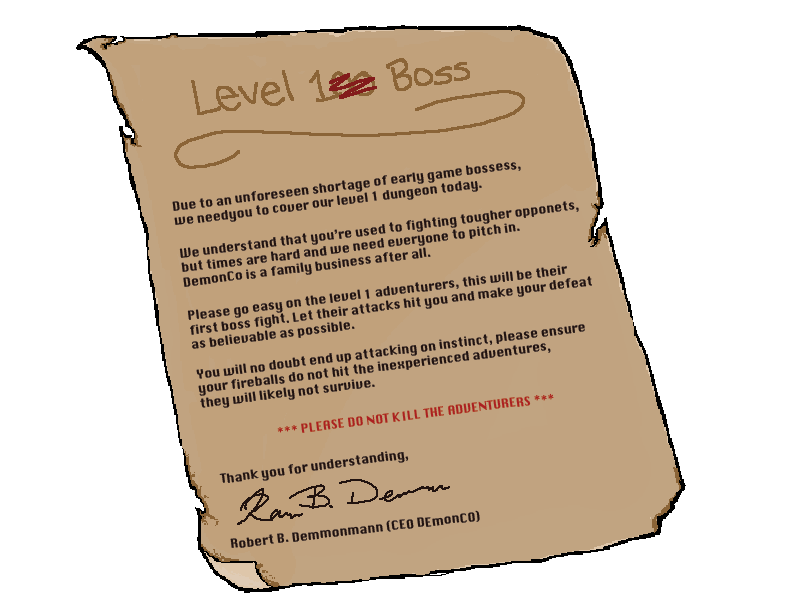 Level 1 Boss
Due to an unforeseen shortage of early game bossess,
we needyou to cover our level 1 dungeon today.
We understand that you're used to fighting tougher opponets,
but times are hard and we need everyone to pitch in.
DemonCo is a family business after all.
Please go easy on the level 1 adventurers, this will be their
first boss fight. Let their attacks hit you and make your defeat
as believable as possible.
You will no doubt end up attacking on instinct, please ensure
your fireballs do not hit the inexperienced adventures,
they will likely not survive.
*** PLEASE DO NOT KILL THE ADVENTURERS ***
Thank you for understanding,
Robert B. Demmonmann (CEO DEmonCO)